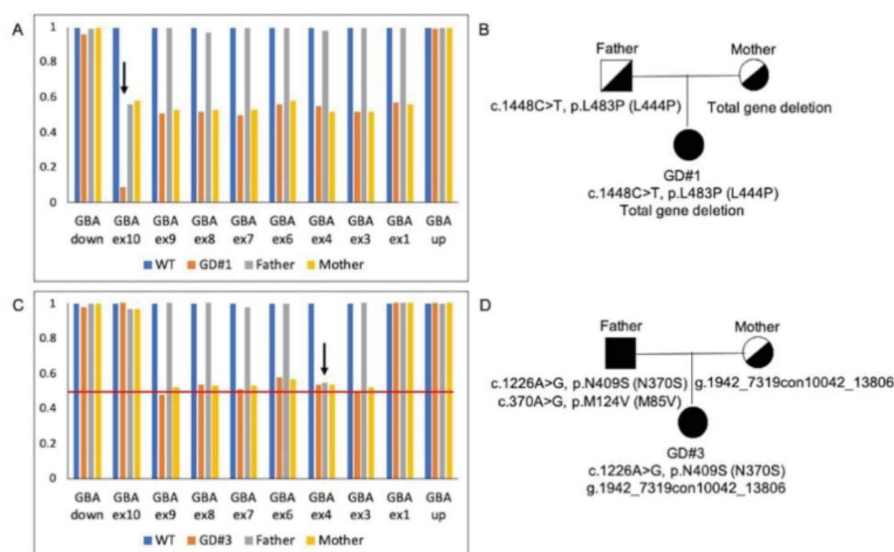 A
1
0.8
0.6
0.4
0.2
0
GBA down
GBA ex10
GBA ex9
GBA ex8
GBA ex7
GBA ex6
GBA ex4
GBA ex3
GBA ex1
GBA up
WT GD#1 Father Mother
B
Father
Mother
c.1448C>T, p.L483P (L444P)
Total gene deletion
GD#1
c.1448C>T, p.L483P (L444P)
Total gene deletion
C
1
0.8
0.6
0.4
0.2
0
GBA down
GBA ex10
GBA ex9
GBA ex8
GBA ex7
GBA ex6
GBA ex4
GBA ex3
GBA ex1
GBA up
WT GD#3 Father Mother
D
Father
Mother
c.1226A>G, p.N409S (N370S)
c.370A>G, p.M124V (M85V)
g.1942_7319con10042_13806
GD#3
c.1226A>G, p.N409S (N370S)
g.1942_7319con10042_13806